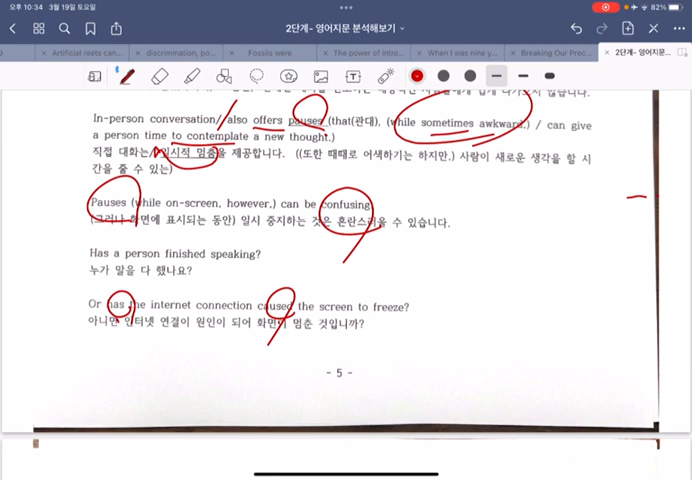 오후 10:34 3월 19일 토요일
82%
2단계- 영어지문 분석해보기
Artificial reets can...
discrimination, po...
Fossils were
The power of intro...
When I was nine y...
Breaking Our Prec...
2단계- 영어지문...
In-person conversation/ also offers pauses (that(관대), (while sometimes awkward,) / can give
a person time to contemplate a new thought.)
직접 대화는/ 일시적 멈춤을 제공합니다. ((또한 때때로 어색하기는 하지만,) 사람이 새로운 생각을 할 시
간을 줄 수 있는)
Pauses (while on-screen, however,) can be confusing.
(그러나 화면에 표시되는 동안) 일시 중지하는 것은 혼란스러울 수 있습니다.
Has a person finished speaking?
누가 말을 다 했나요?
Or has the internet connection caused the screen to freeze?
아니면 인터넷 연결이 원인이 되어 화면이 멈춘 것입니까?
- 5 -